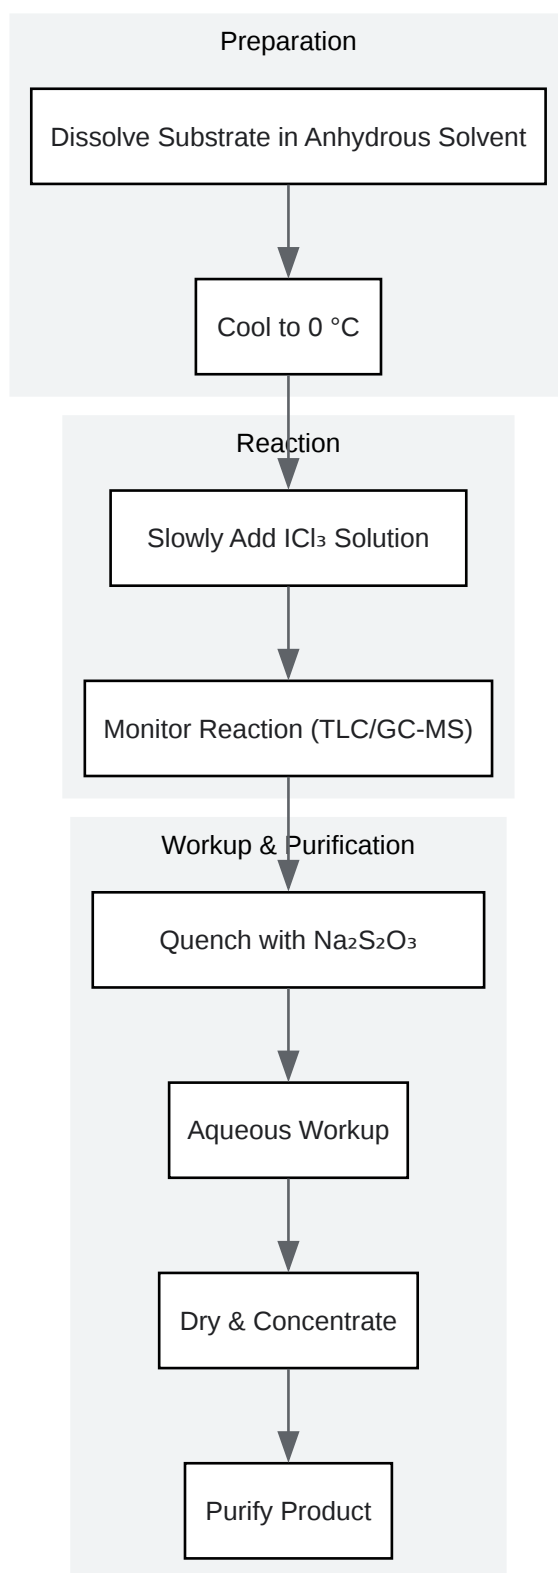 Preparation
Dissolve Substrate in Anhydrous Solvent
Cool to 0 °C
Reaction
Slowly Add ICl₃ Solution
Monitor Reaction (TLC/GC-MS)
Workup & Purification
Quench with Na₂S₂O₃
Aqueous Workup
Dry & Concentrate
Purify Product